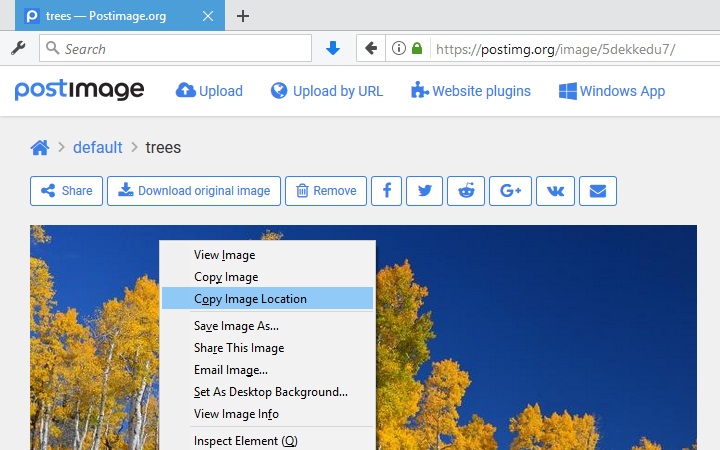 trees — Postimage.org
Search
https://postimg.org/image/5dekkedu7/
postimage Upload Upload by URL Website plugins Windows App
default trees
Share Download original image Remove
View Image
Copy Image
Copy Image Location
Save Image As...
Share This Image
Email Image...
Set As Desktop Background...
View Image Info
Inspect Element (Q)